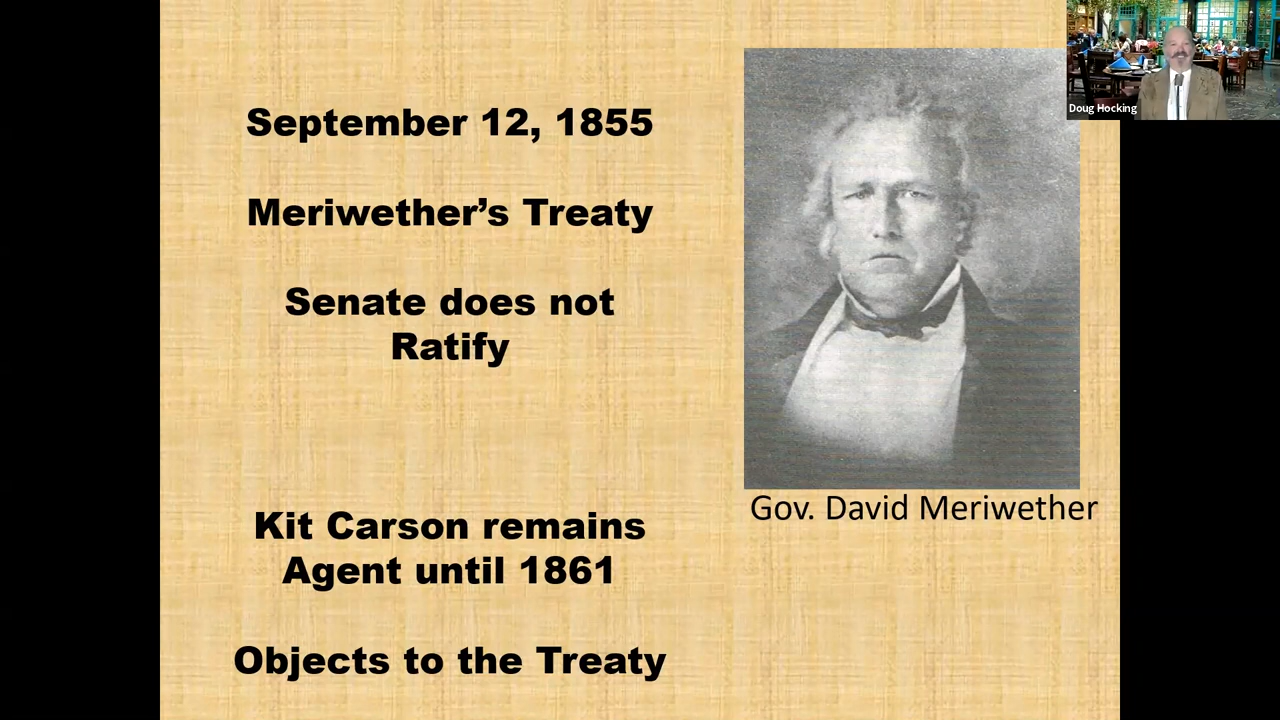 September 12, 1855
Meriwether’s Treaty
Senate does not
Ratify
Kit Carson remains
Agent until 1861
Objects to the Treaty
Gov. David Meriwether
Doug Hocking